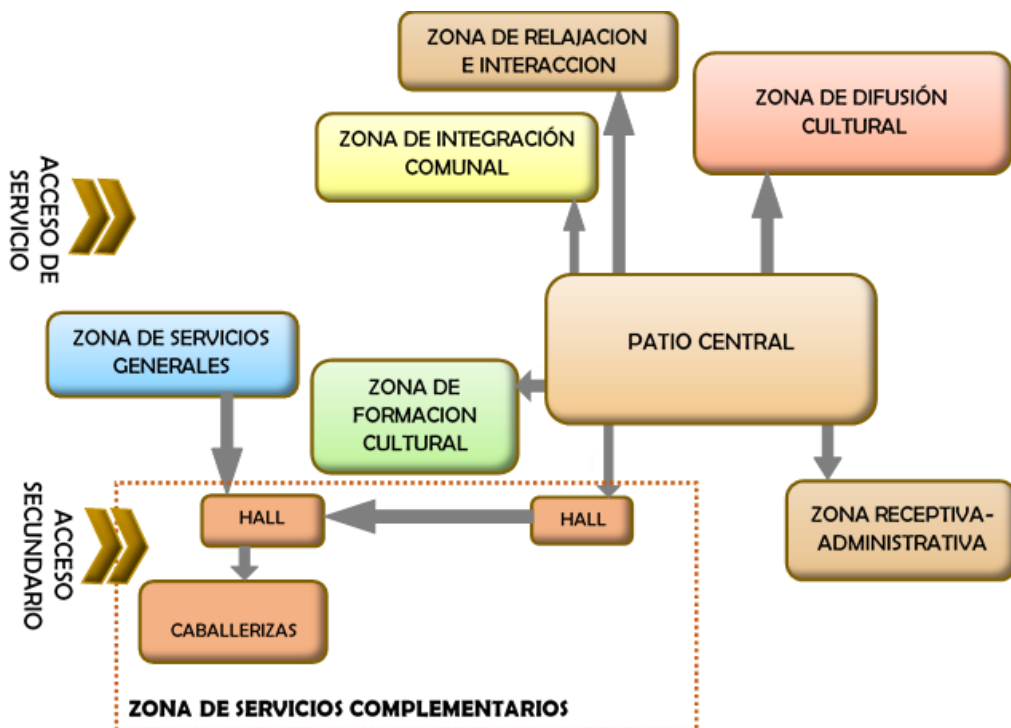 ZONA DE RELAJACION
E INTERACCION
ZONA DE DIFUSIÓN
CULTURAL
ZONA DE INTEGRACIÓN
COMUNAL
ACCESO DE
SERVICIO
ZONA DE SERVICIOS
GENERALES
PATIO CENTRAL
ZONA DE
FORMACION
CULTURAL
ACCESO
SECUNDARIO
HALL
HALL
ZONA RECEPTIVA-
ADMINISTRATIVA
CABALLERIZAS
ZONA DE SERVICIOS COMPLEMENTARIOS